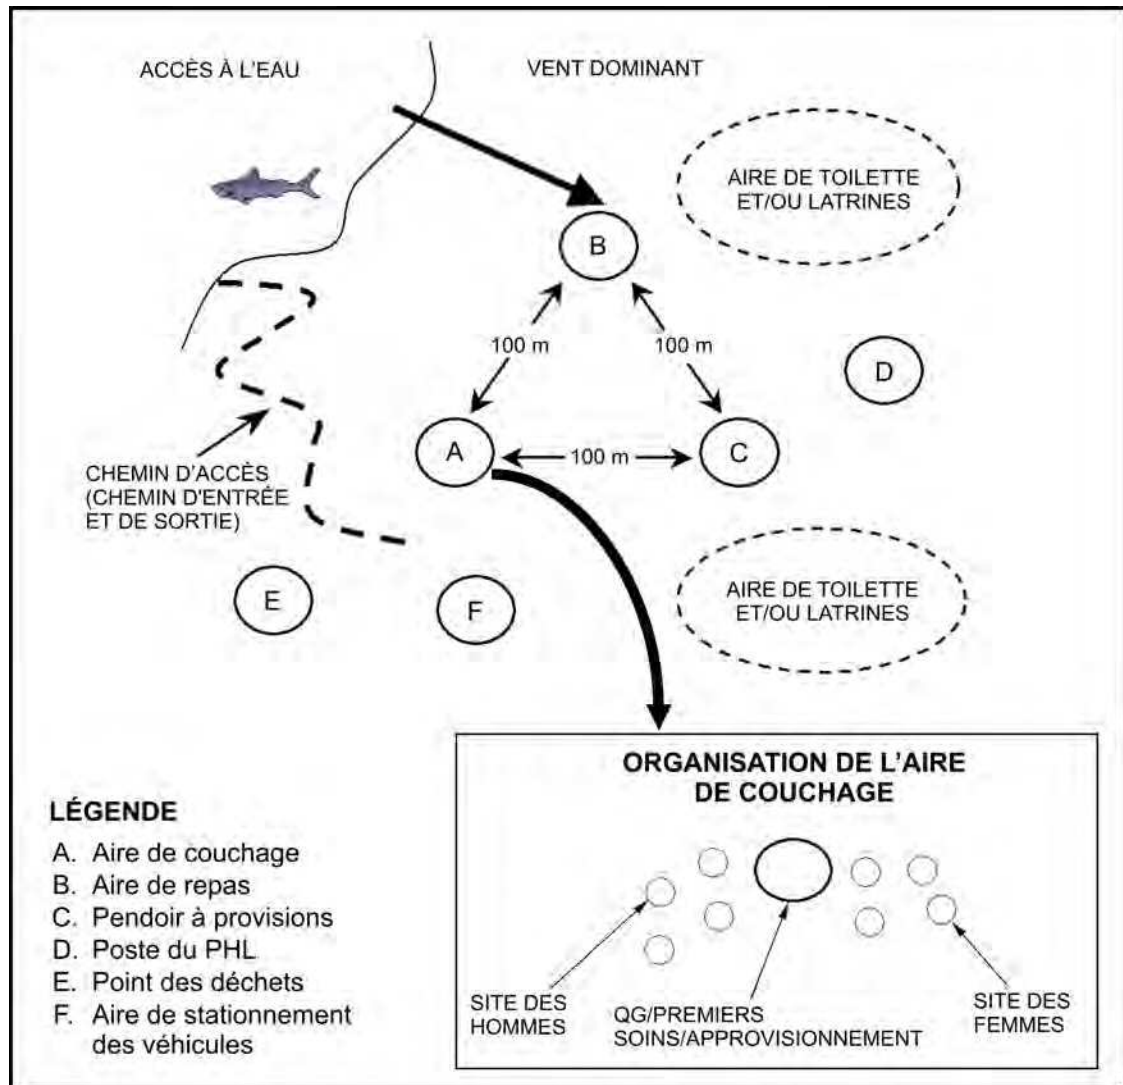 ACCÈS À L'EAU
VENT DOMINANT
AIRE DE TOILETTE
ET/OU LATRINES
B
100 m
100 m
D
A
100 m
C
CHEMIN D'ACCÈS
(CHEMIN D'ENTRÉE
ET DE SORTIE)
E
F
AIRE DE TOILETTE
ET/OU LATRINES
LÉGENDE
A. Aire de couchage
B. Aire de repas
C. Pendoir à provisions
D. Poste du PHL
E. Point des déchets
F. Aire de stationnement
des véhicules
ORGANISATION DE L'AIRE
DE COUCHAGE
SITE DES
HOMMES
QG/PREMIERS
SOINS/APPROVISIONNEMENT
SITE DES
FEMMES